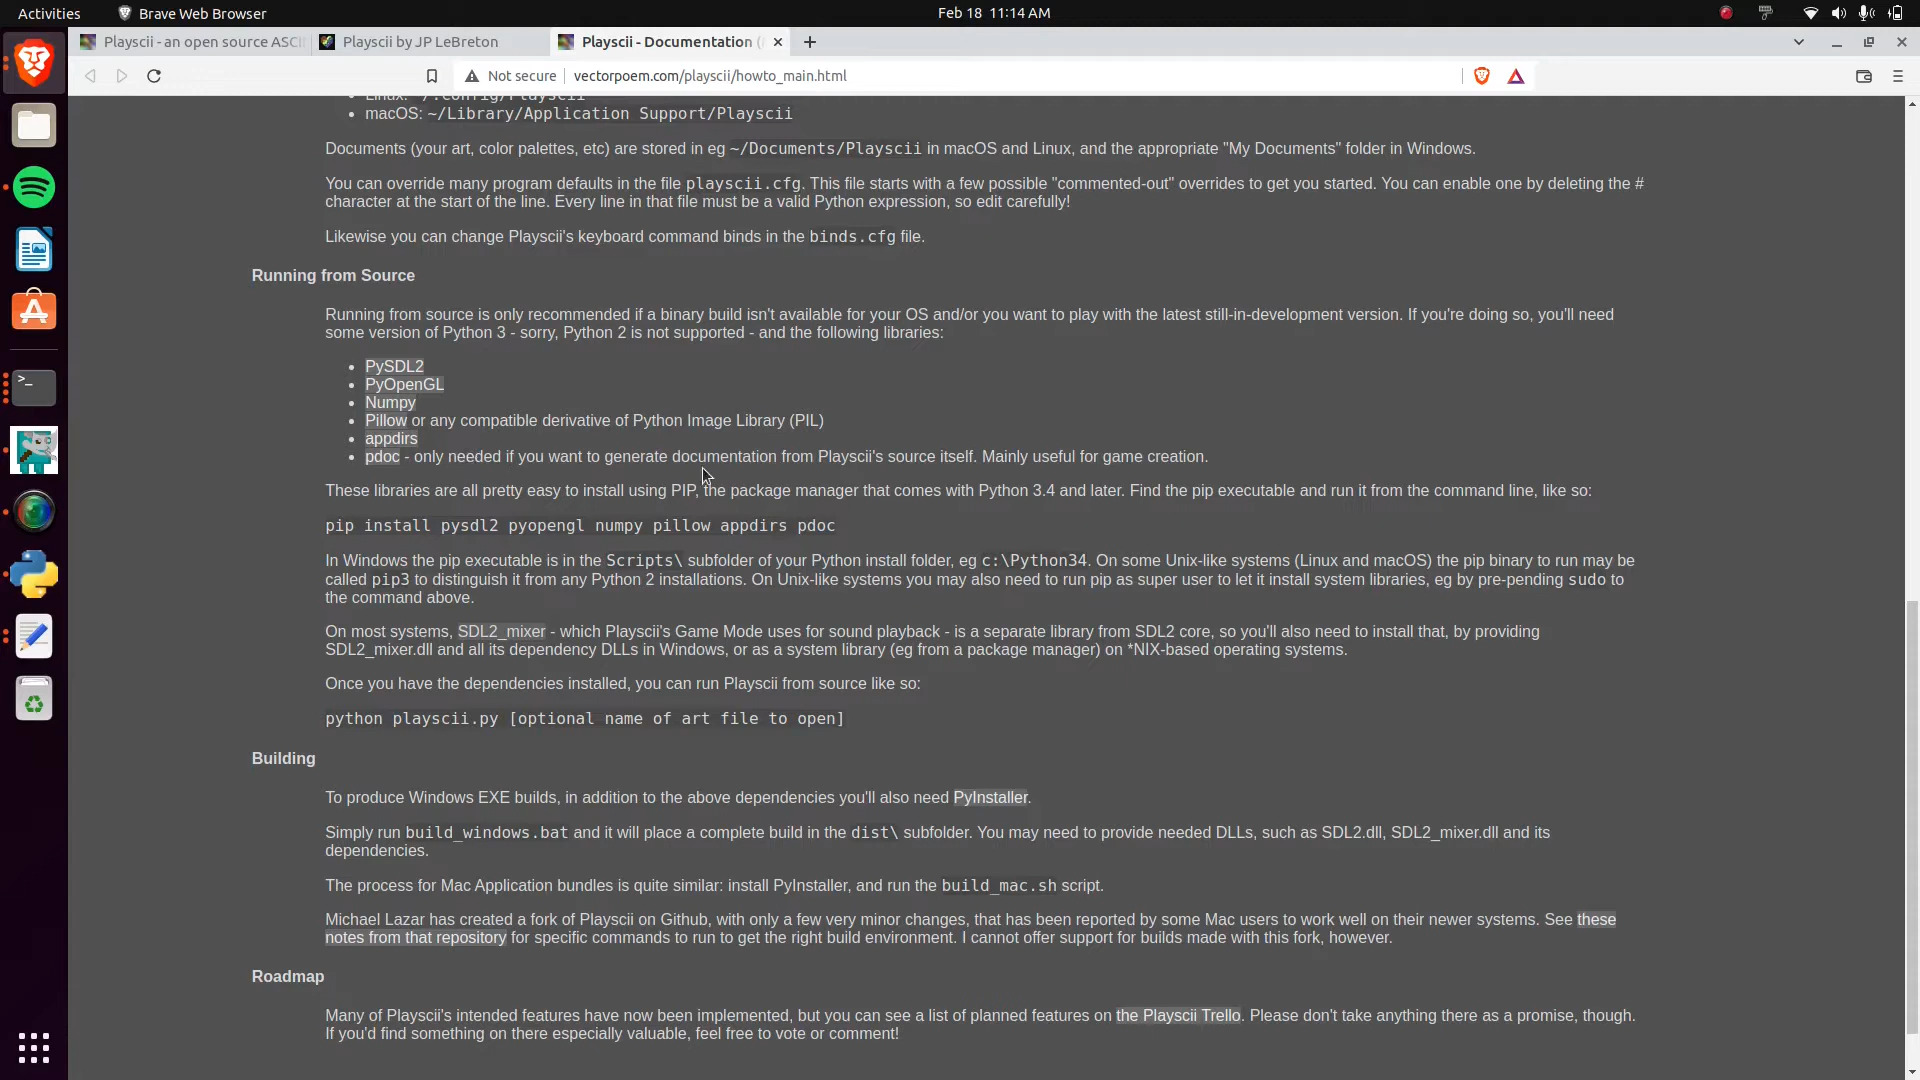 Activities
Brave Web Browser
Feb 18 11:14 AM
Playscii - an open source ASCI
Playscii by JP LeBreton
Playscii - Documentation (
Not secure
vectorpoem.com/playscii/howto_main.html
• Linux: ~/.config/Playscii
• macOS: ~/Library/Application Support/Playscii
Documents (your art, color palettes, etc) are stored in eg ~/Documents/Playscii in macOS and Linux, and the appropriate "My Documents" folder in Windows.
You can override many program defaults in the file playscii.cfg. This file starts with a few possible "commented-out" overrides to get you started. You can enable one by deleting the #
character at the start of the line. Every line in that file must be a valid Python expression, so edit carefully!
Likewise you can change Playscii's keyboard command binds in the binds.cfg file.
Running from Source
Running from source is only recommended if a binary build isn't available for your OS and/or you want to play with the latest still-in-development version. If you're doing so, you'll need
some version of Python 3 - sorry, Python 2 is not supported - and the following libraries:
• PySDL2
• PyOpenGL
• Numpy
• Pillow or any compatible derivative of Python Image Library (PIL)
• appdirs
• pdoc - only needed if you want to generate documentation from Playscii's source itself. Mainly useful for game creation.
These libraries are all pretty easy to install using PIP, the package manager that comes with Python 3.4 and later. Find the pip executable and run it from the command line, like so:
pip install pysdl2 pyopengl numpy pillow appdirs pdoc
In Windows the pip executable is in the Scripts\ subfolder of your Python install folder, eg c:\Python34. On some Unix-like systems (Linux and macOS) the pip binary to run may be
called pip3 to distinguish it from any Python 2 installations. On Unix-like systems you may also need to run pip as super user to let it install system libraries, eg by pre-pending sudo to
the command above.
On most systems, SDL2_mixer - which Playscii's Game Mode uses for sound playback - is a separate library from SDL2 core, so you'll also need to install that, by providing
SDL2_mixer.dll and all its dependency DLLs in Windows, or as a system library (eg from a package manager) on *NIX-based operating systems.
Once you have the dependencies installed, you can run Playscii from source like so:
python playscii.py [optional name of art file to open]
Building
To produce Windows EXE builds, in addition to the above dependencies you'll also need PyInstaller.
Simply run build_windows.bat and it will place a complete build in the dist\ subfolder. You may need to provide needed DLLs, such as SDL2.dll, SDL2_mixer.dll and its
dependencies.
The process for Mac Application bundles is quite similar: install PyInstaller, and run the build_mac.sh script.
Michael Lazar has created a fork of Playscii on Github, with only a few very minor changes, that has been reported by some Mac users to work well on their newer systems. See these
notes from that repository for specific commands to run to get the right build environment. I cannot offer support for builds made with this fork, however.
Roadmap
Many of Playscii's intended features have now been implemented, but you can see a list of planned features on the Playscii Trello. Please don't take anything there as a promise, though.
If you'd find something on there especially valuable, feel free to vote or comment!